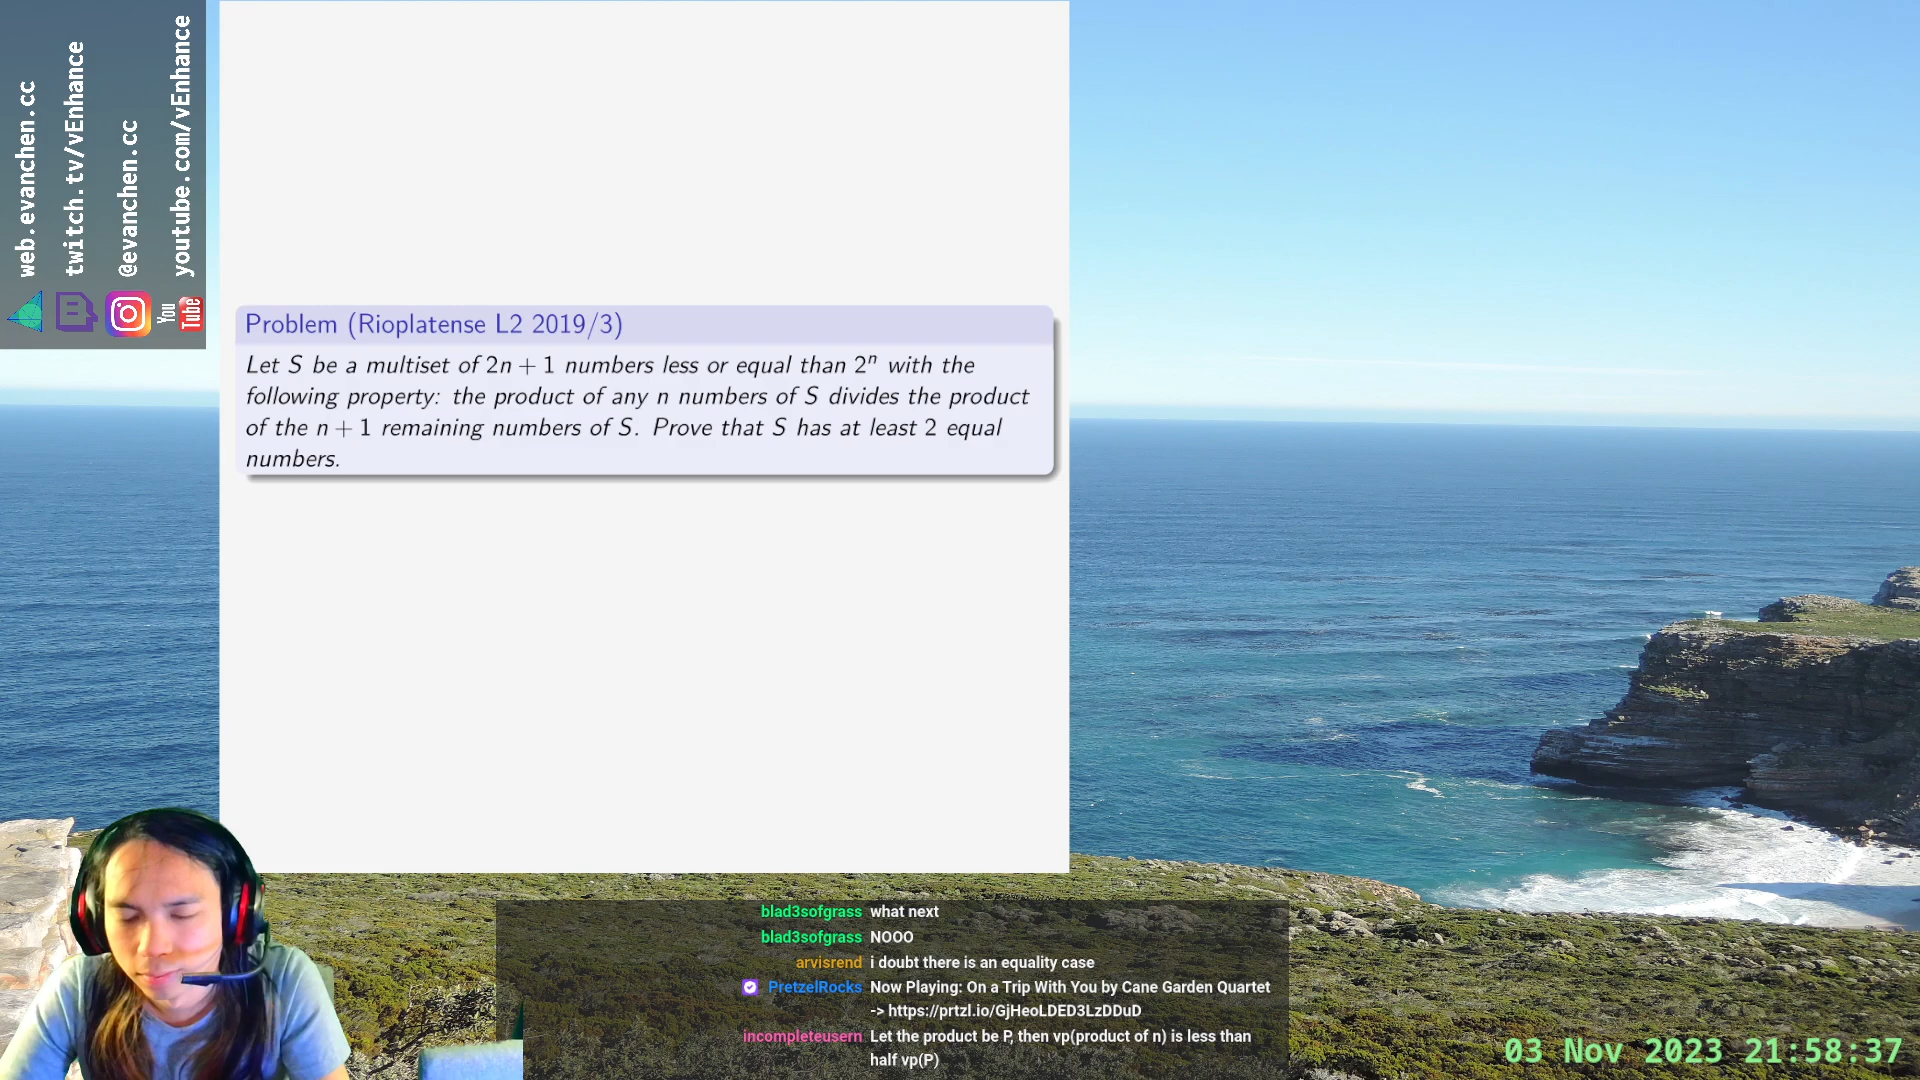 web.evanchen.cc
twitch.tv/vEnhance
@evanchen.cc
youtube.com/vEnhance
You
Tube
Problem (Rioplatense L2 2019/3)
Let S be a multiset of 2n + 1 numbers less or equal than 2ⁿ with the
following property: the product of any n numbers of S divides the product
of the n + 1 remaining numbers of S. Prove that S has at least 2 equal
numbers.
blad3sofgrass what next
blad3sofgrass NOOO
arvisrend i doubt there is an equality case
PretzelRocks Now Playing: On a Trip With You by Cane Garden Quartet
-> https://prtzl.io/GjHeoLDED3LzDDuD
incompleteusern Let the product be P, then vp(product of n) is less than
half vp(P)
03 Nov 2023 21:58:37